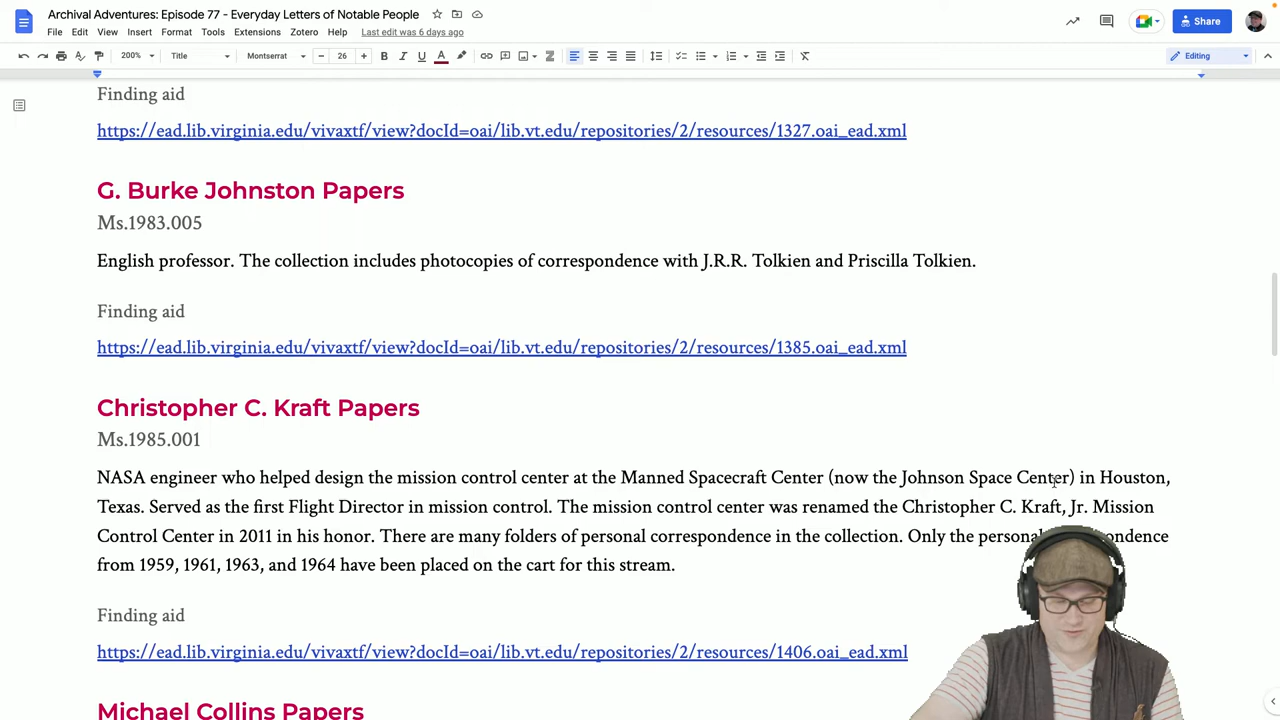 Archival Adventures: Episode 77 - Everyday Letters of Notable People
File Edit View Insert Format Tools Extensions Zotero Help Last edit was 6 days ago
Share
200% Title Montserrat 26 B I U A Editing
Finding aid
https://ead.lib.virginia.edu/vivaxtf/view?docId=oai/lib.vt.edu/repositories/2/resources/1327.oai_ead.xml
G. Burke Johnston Papers
Ms.1983.005
English professor. The collection includes photocopies of correspondence with J.R.R. Tolkien and Priscilla Tolkien.
Finding aid
https://ead.lib.virginia.edu/vivaxtf/view?docId=oai/lib.vt.edu/repositories/2/resources/1385.oai_ead.xml
Christopher C. Kraft Papers
Ms.1985.001
NASA engineer who helped design the mission control center at the Manned Spacecraft Center (now the Johnson Space Center) in Houston,
Texas. Served as the first Flight Director in mission control. The mission control center was renamed the Christopher C. Kraft, Jr. Mission
Control Center in 2011 in his honor. There are many folders of personal correspondence in the collection. Only the
from 1959, 1961, 1963, and 1964 have been placed on the cart for this stream.
Finding aid
https://ead.lib.virginia.edu/vivaxtf/view?docId=oai/lib.vt.edu/repositories/2/resources/1406.oai_ead.xml
Michael Collins Papers